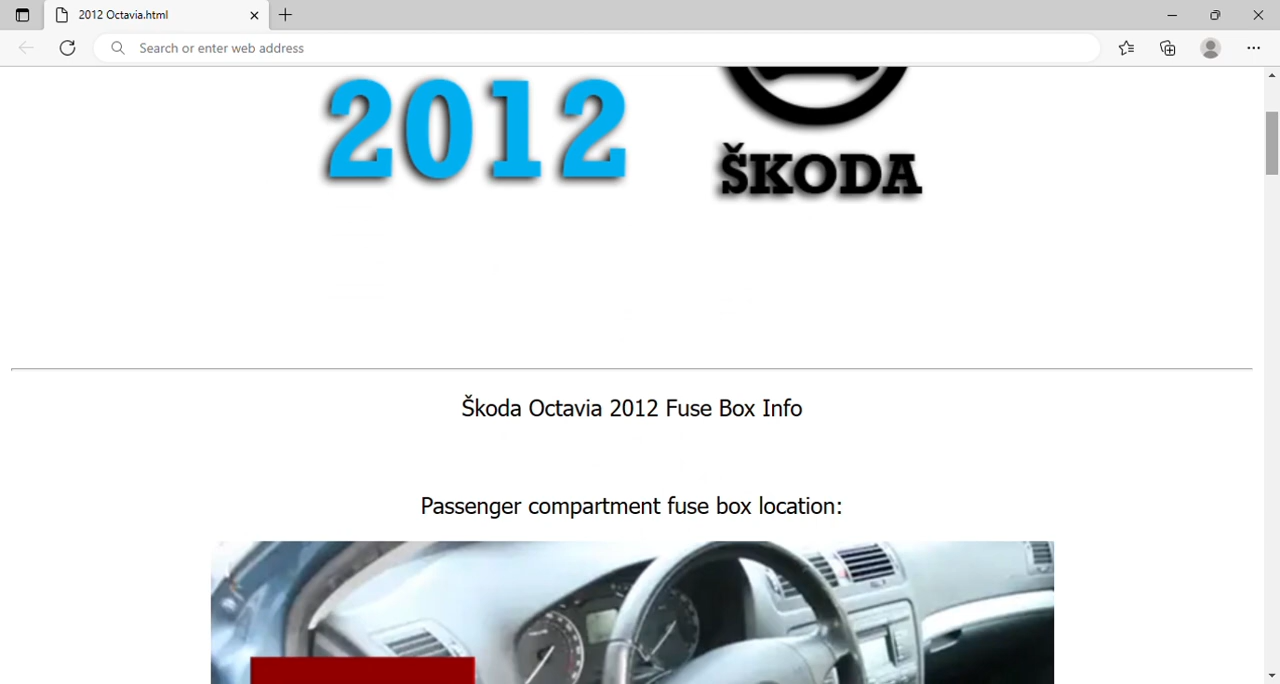 2012 Octavia.html
Search or enter web address
2012
ŠKODA
Škoda Octavia 2012 Fuse Box Info
Passenger compartment fuse box location: